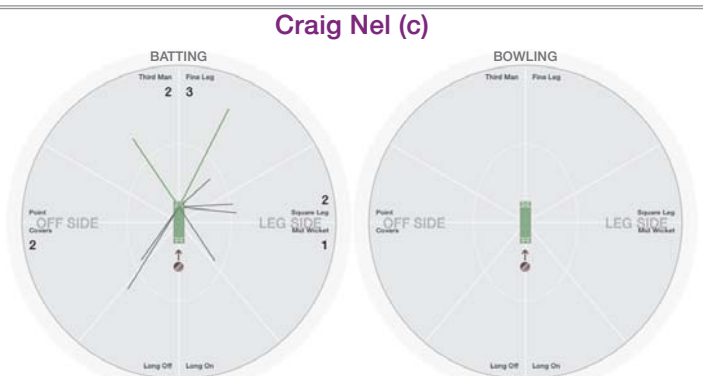 Craig Nel (c)
BATTING
Third Man
Fine Leg
2
3
2
Point
Square Leg
OFF SIDE
LEG SIDE
Covers
Mid Wicket
2
1
Long Off
Long On
BOWLING
Third Man
Fine Leg
Point
Square Leg
OFF SIDE
LEG SIDE
Covers
Mid Wicket
Long Off
Long On